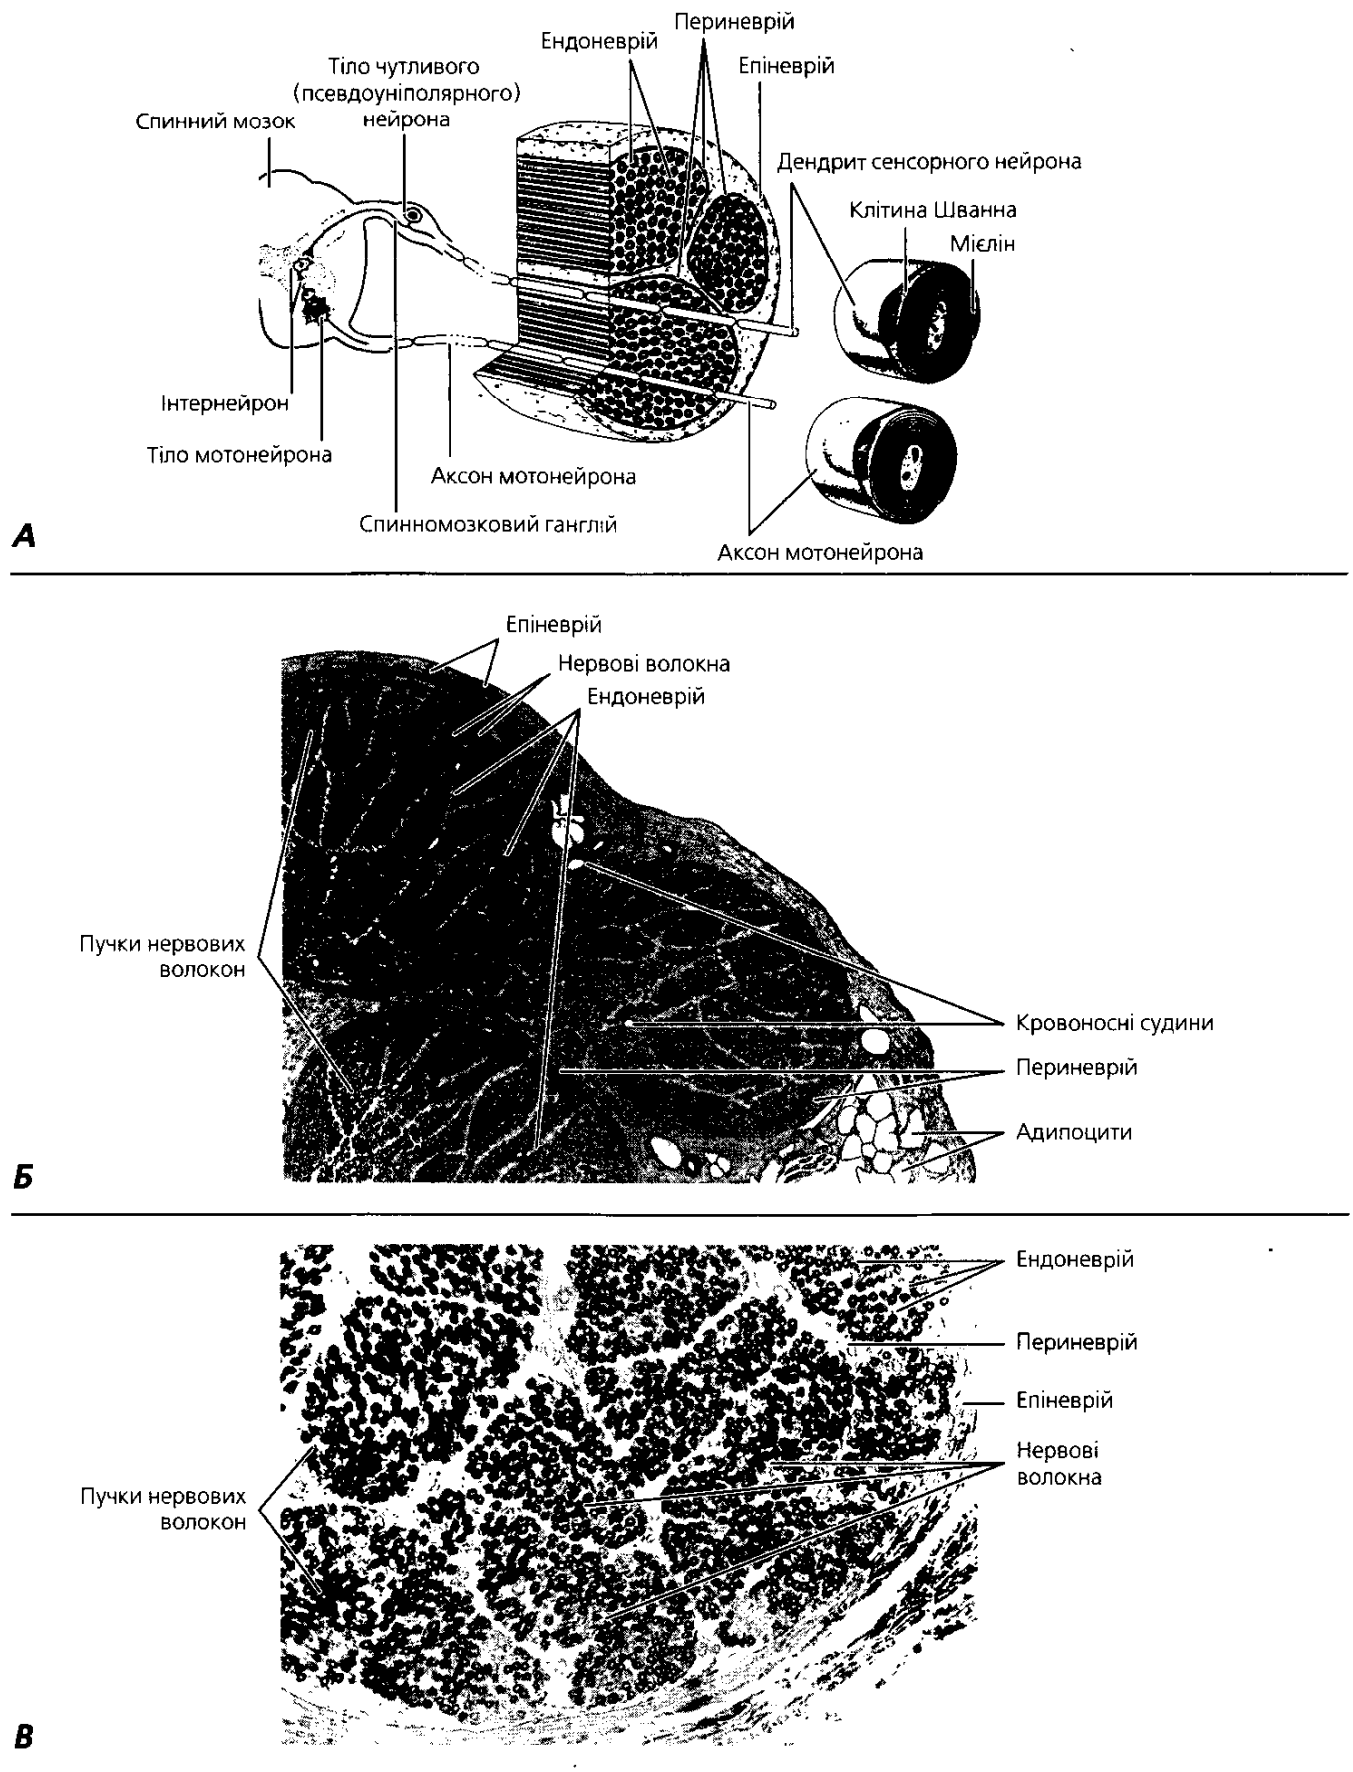 Периневрій
Ендоневрій
Епіневрій
Тіло чутливого
(псевдоуніполярного)
нейрона
Спинний мозок
Дендрит сенсорного нейрона
Клітина Шванна
Мієлін
Інтернейрон
Тіло мотонейрона
Аксон мотонейрона
Спинномозковий ганглій
Аксон мотонейрона
А
Епіневрій
Нервові волокна
Ендоневрій
Пучки нервових
волокон
Кровоносні судини
Периневрій
Адипоцити
Б
Ендоневрій
Периневрій
Епіневрій
Нервові
волокна
Пучки нервових
волокон
В